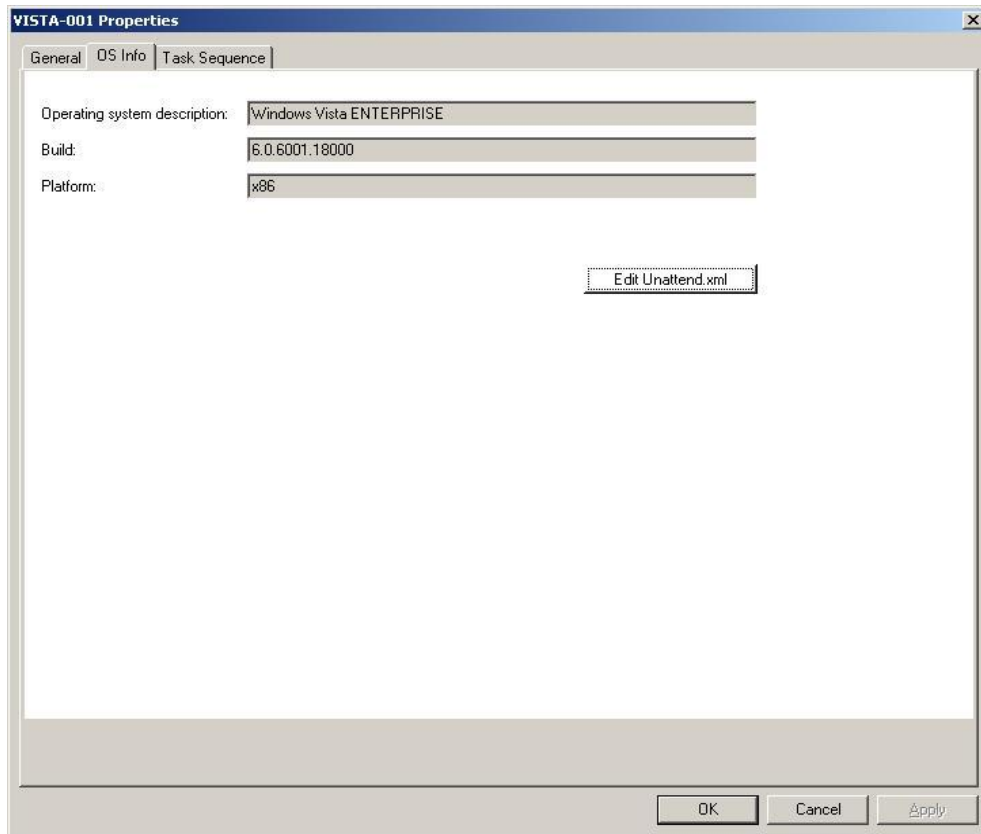 VISTA-001 Properties
General OS Info Task Sequence
Operating system description: Windows Vista ENTERPRISE
Build: 6.0.6001.18000
Platform: x86
Edit Unattend.xml
OK Cancel Apply